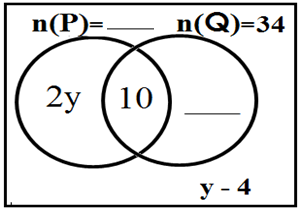 n(P)=____ n(Q)=34
2y 10 ____
y - 4